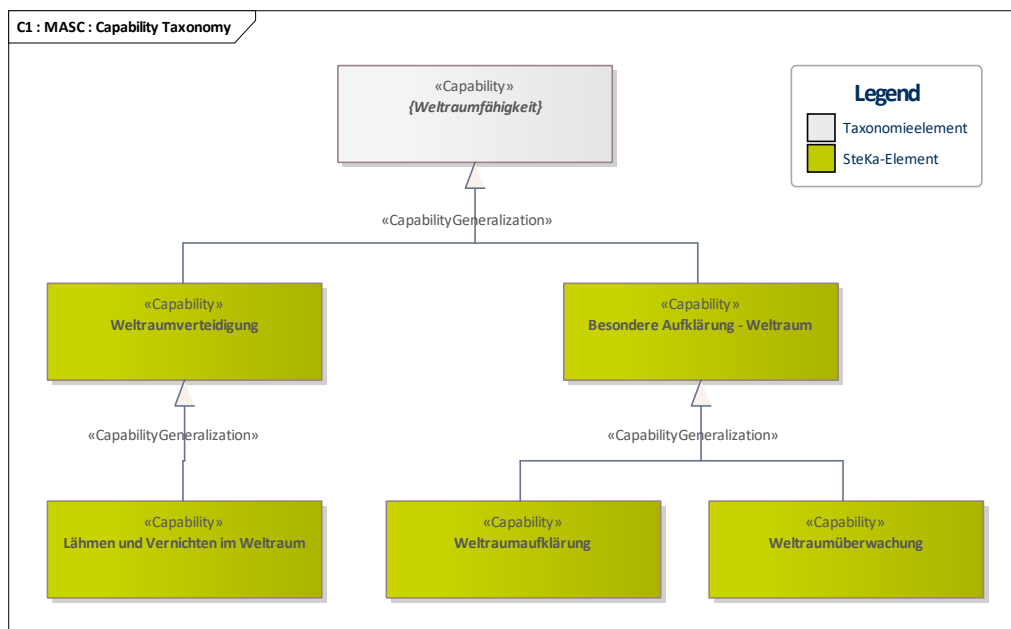 C1 : MASC : Capability Taxonomy
«Capability»
{Weltraumfähigkeit}
Legend
Taxonomieelement
SteKa-Element
«CapabilityGeneralization»
«Capability»
Weltraumverteidigung
«Capability»
Besondere Aufklärung - Weltraum
«CapabilityGeneralization»
«CapabilityGeneralization»
«Capability»
Lähmen und Vernichten im Weltraum
«Capability»
Weltraumaufklärung
«Capability»
Weltraumüberwachung